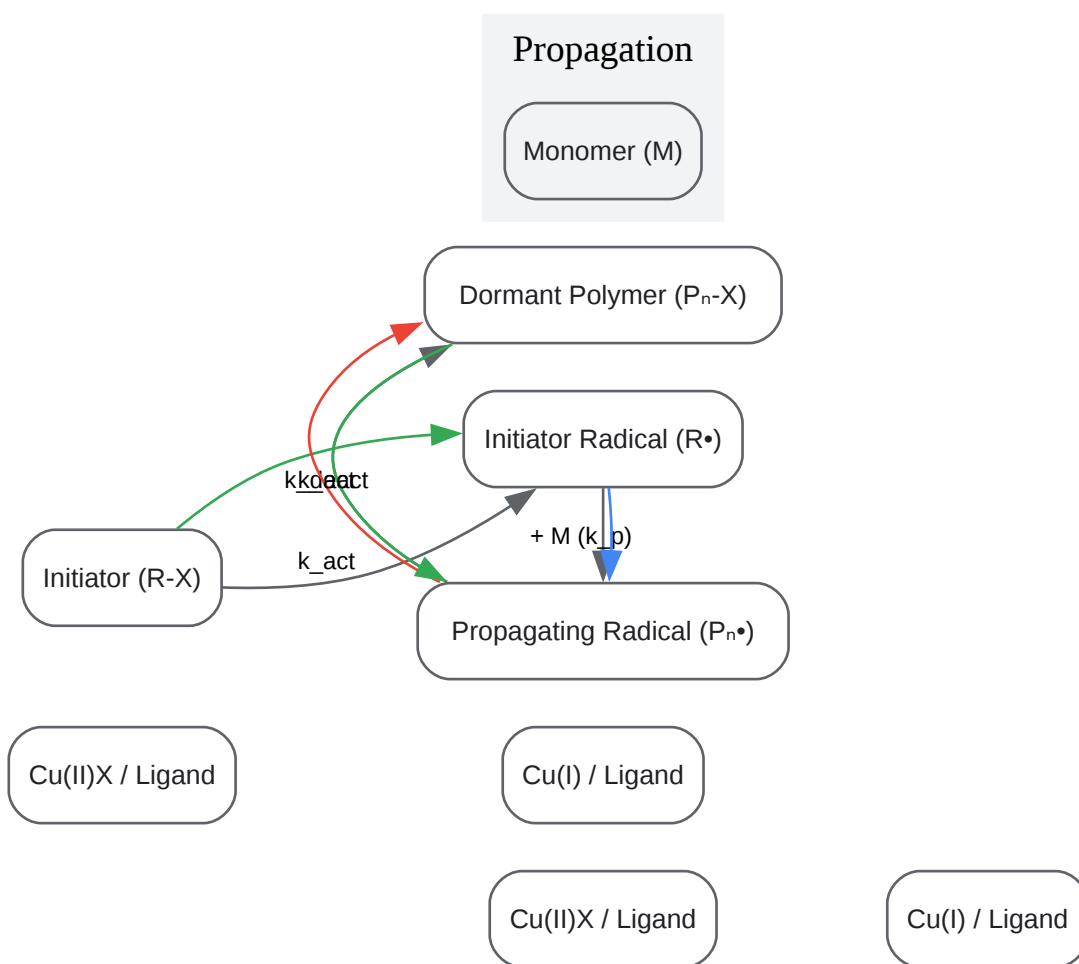 Propagation
Monomer (M)
Dormant Polymer (Pₙ-X)
Initiator Radical (R•)
+ M (k_p)
k_act
Initiator (R-X)
Propagating Radical (Pₙ•)
Cu(II)X / Ligand
Cu(I) / Ligand
Cu(II)X / Ligand
Cu(I) / Ligand